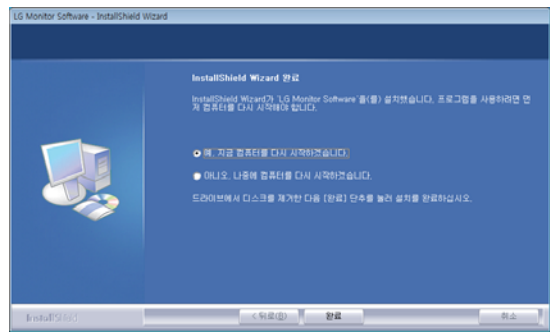 LG Monitor Software - InstallShield Wizard
InstallShield Wizard 완료
InstallShield Wizard가 'LG Monitor Software'을(를) 설치했습니다. 프로그램을 사용하려면 먼
저 컴퓨터를 다시 시작해야 합니다.
예, 지금 컴퓨터를 다시 시작하겠습니다.
아니오, 나중에 컴퓨터를 다시 시작하겠습니다.
드라이브에서 디스크를 제거한 다음 [완료] 단추를 눌러 설치를 완료하십시오.
InstallShield
< 뒤로(B)
완료
취소